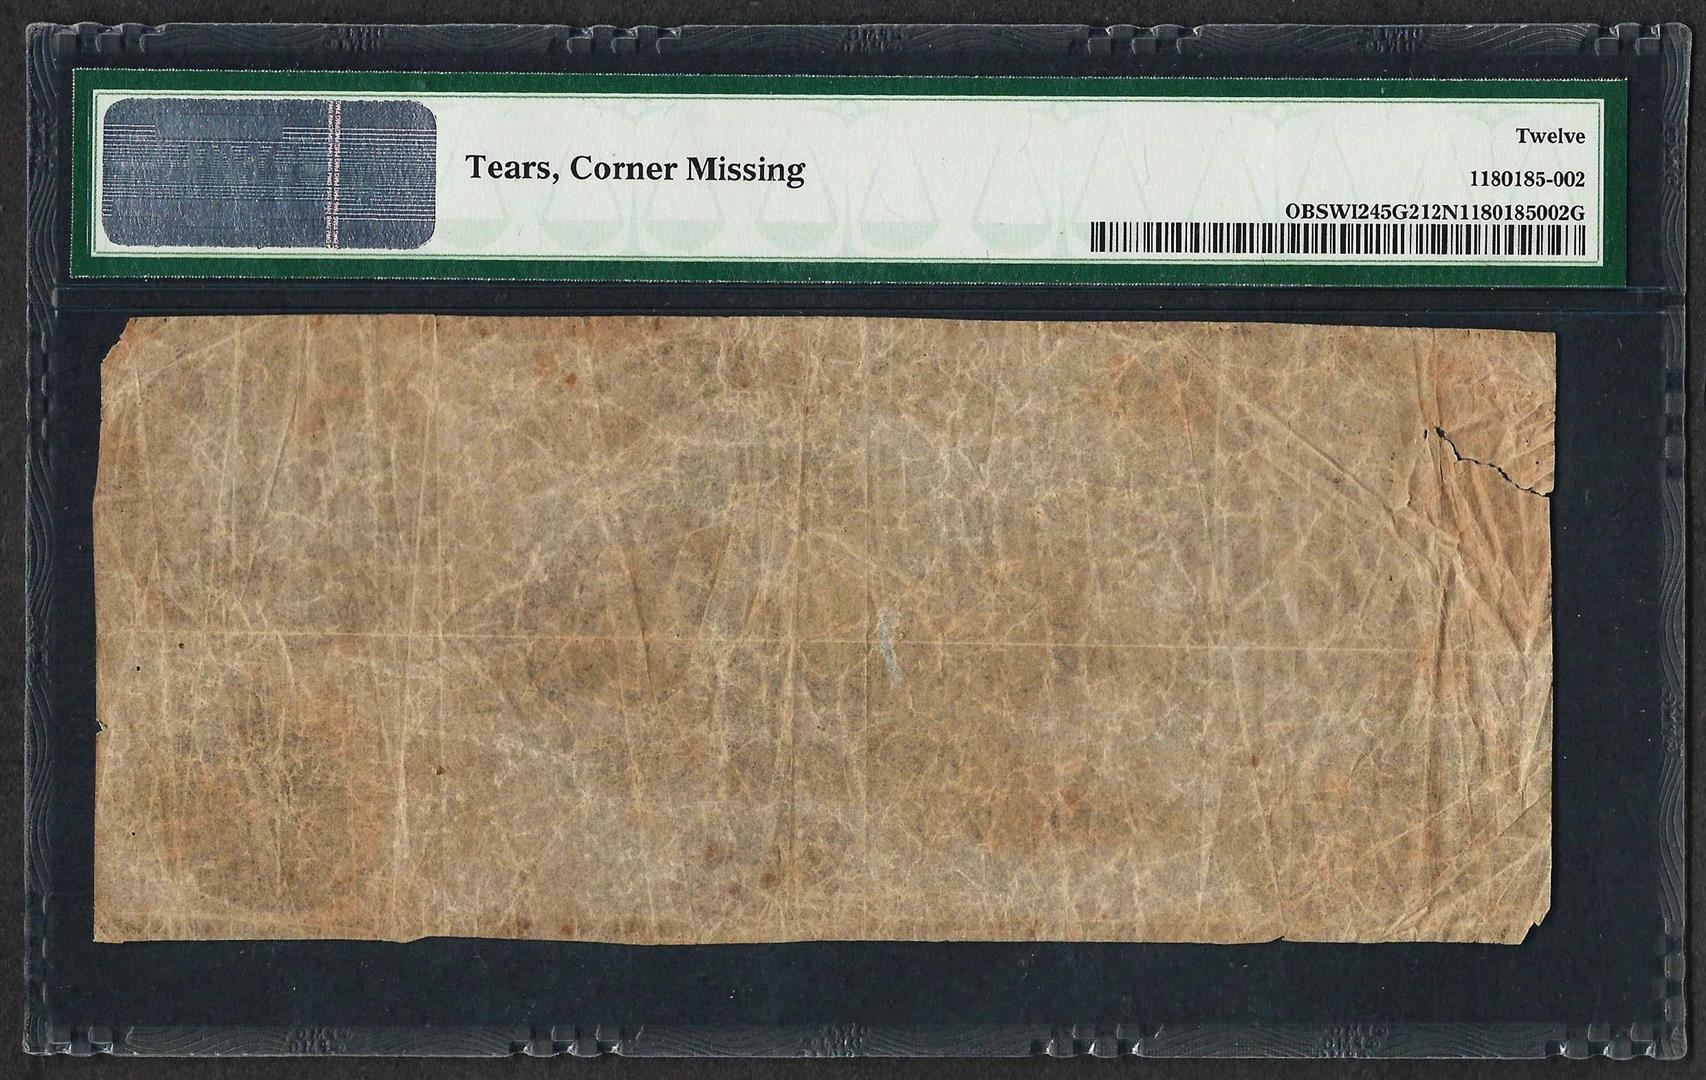 Tears, Corner Missing
Twelve
1180185-002
OBSWI245G212N1180185002G